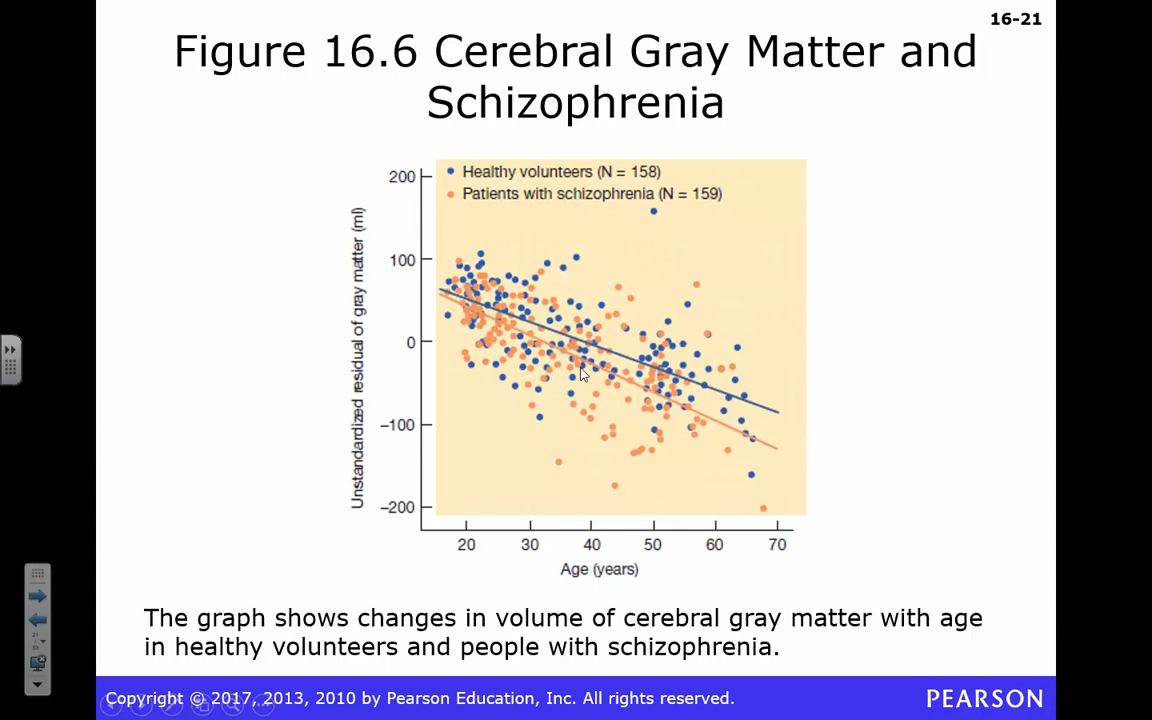 16-21
Figure 16.6 Cerebral Gray Matter and
Schizophrenia
Healthy volunteers (N = 158)
Patients with schizophrenia (N = 159)
Unstandardized residual of gray matter (ml)
200
100
0
−100
−200
20 30 40 50 60 70
Age (years)
The graph shows changes in volume of cerebral gray matter with age
in healthy volunteers and people with schizophrenia.
Copyright © 2017, 2013, 2010 by Pearson Education, Inc. All rights reserved.
PEARSON